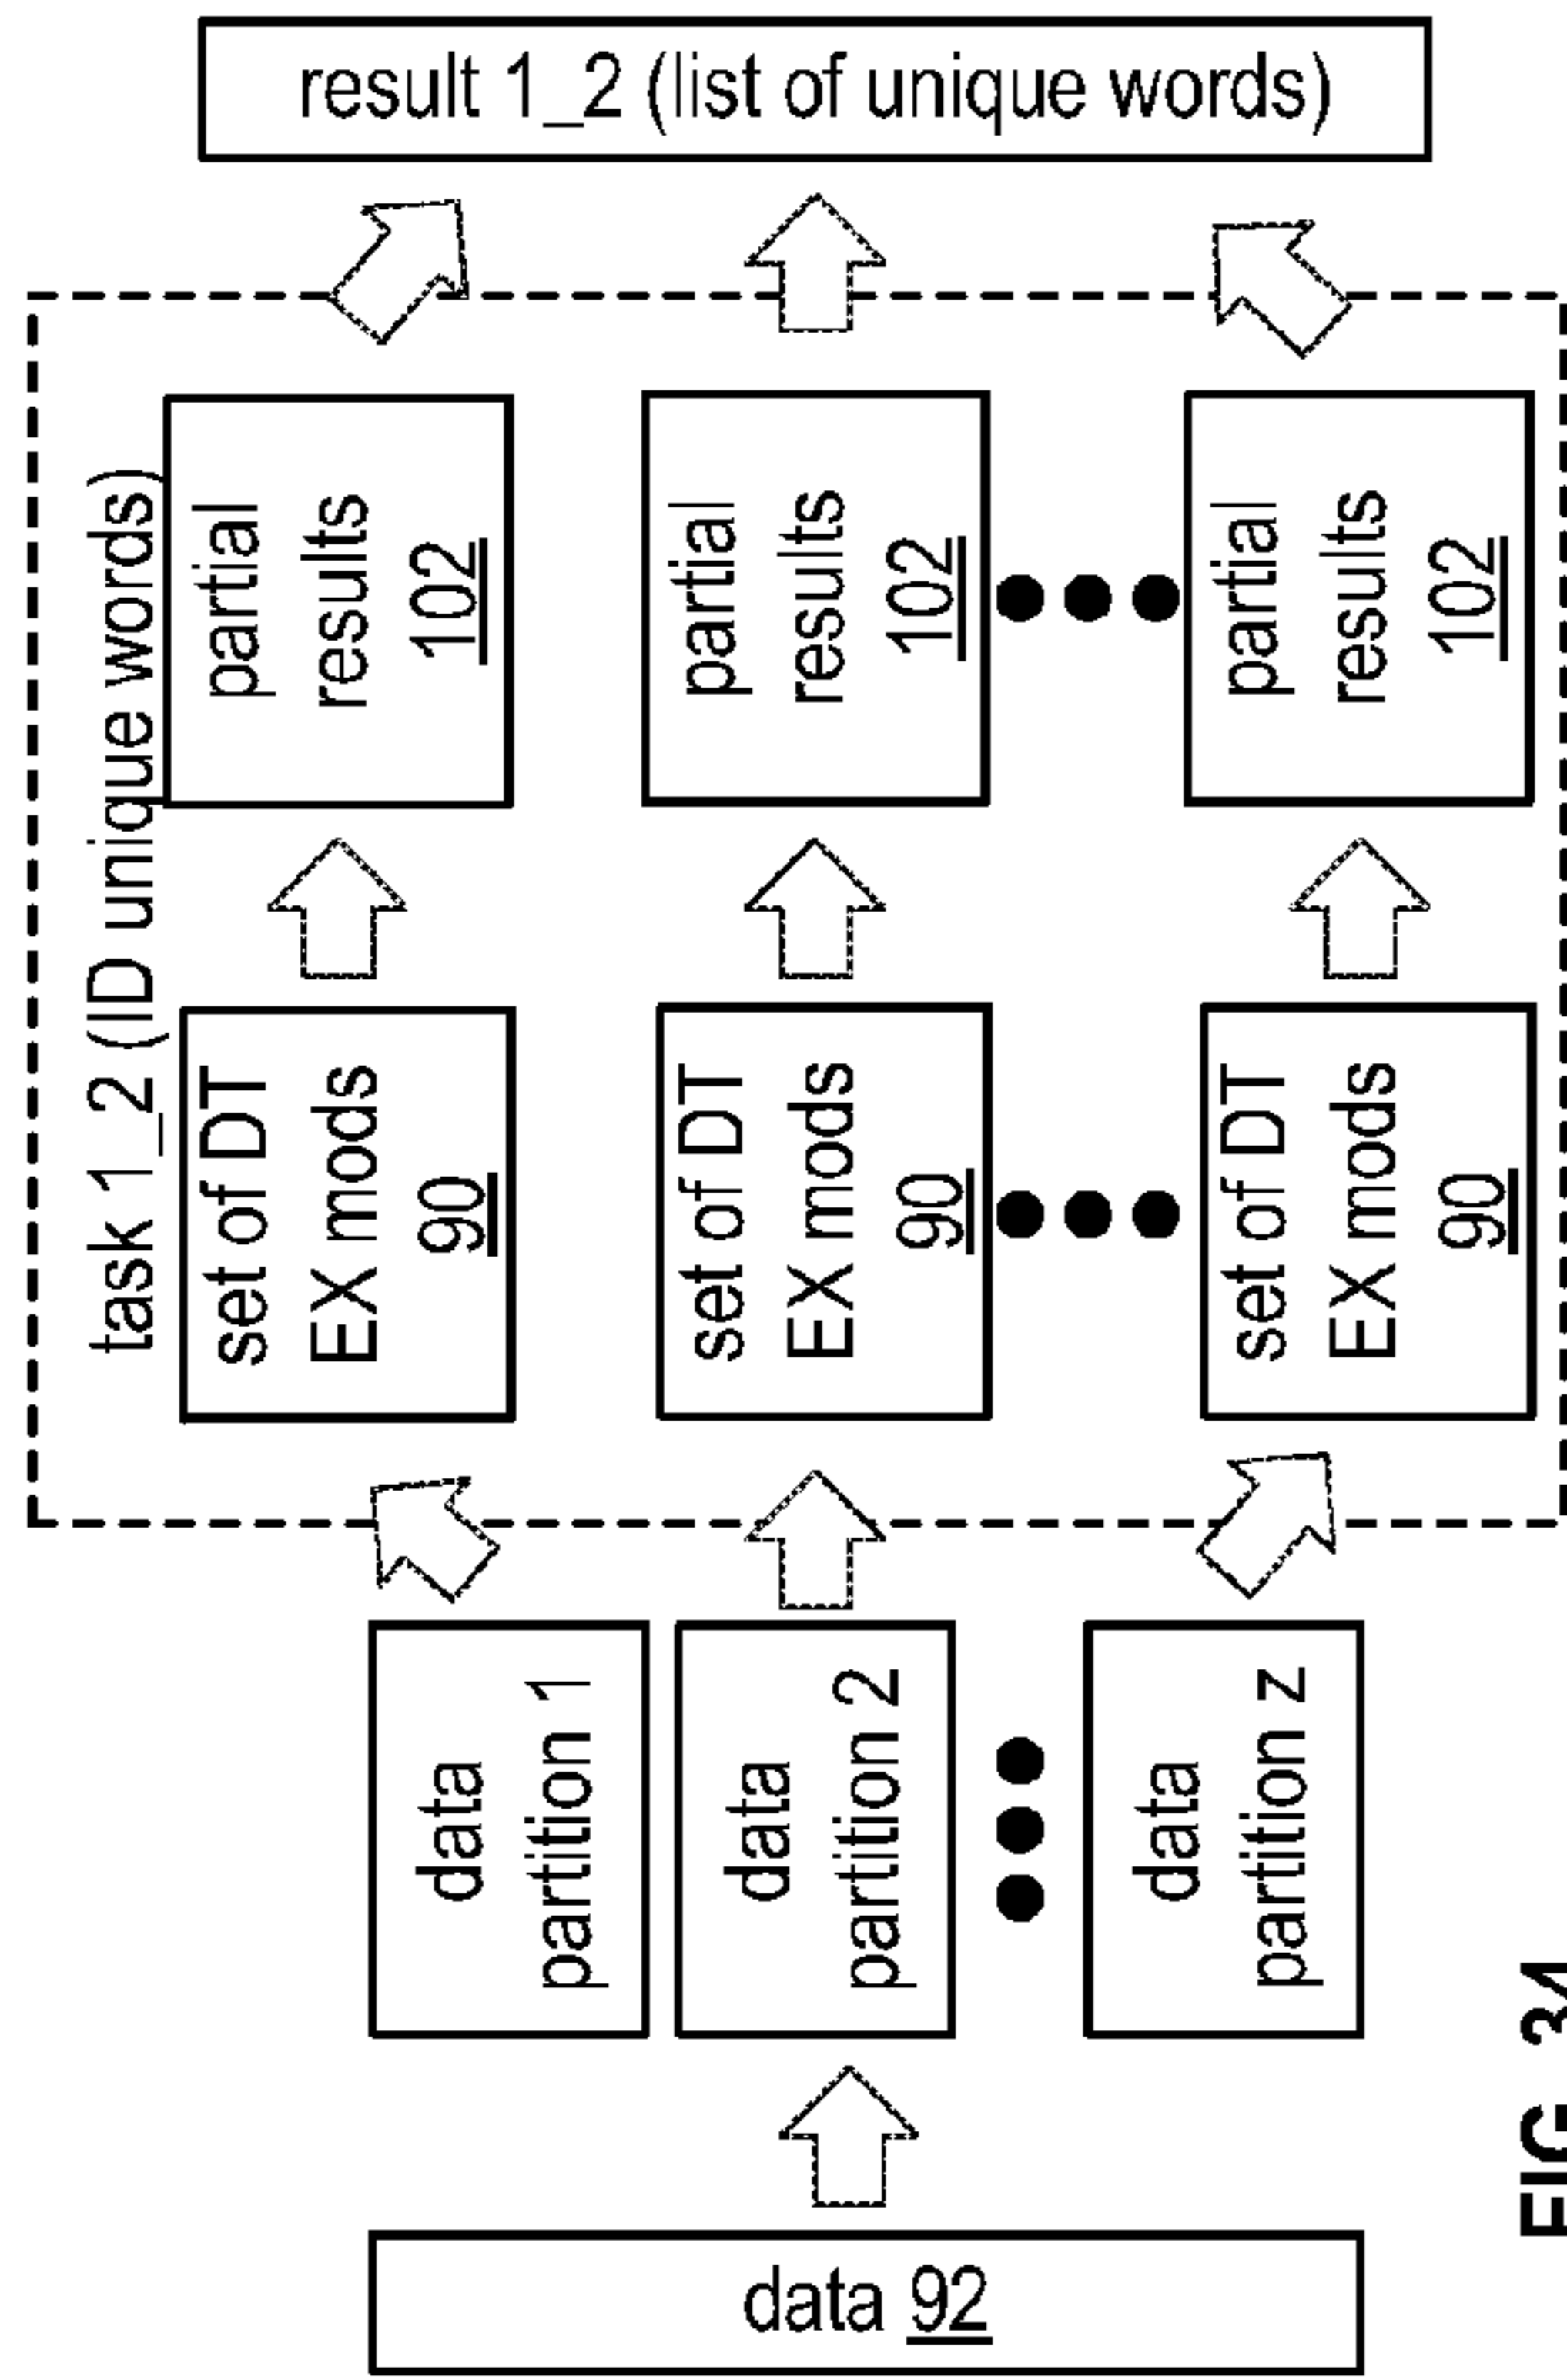 result 1_2 (list of unique words)
task 1_2 (ID unique words)
partial
results
102
partial
results
102
partial
results
102
set of DT
EX mods
90
set of DT
EX mods
90
set of DT
EX mods
90
data
partition 1
data
partition 2
data
partition z
data 92
FIG. 34